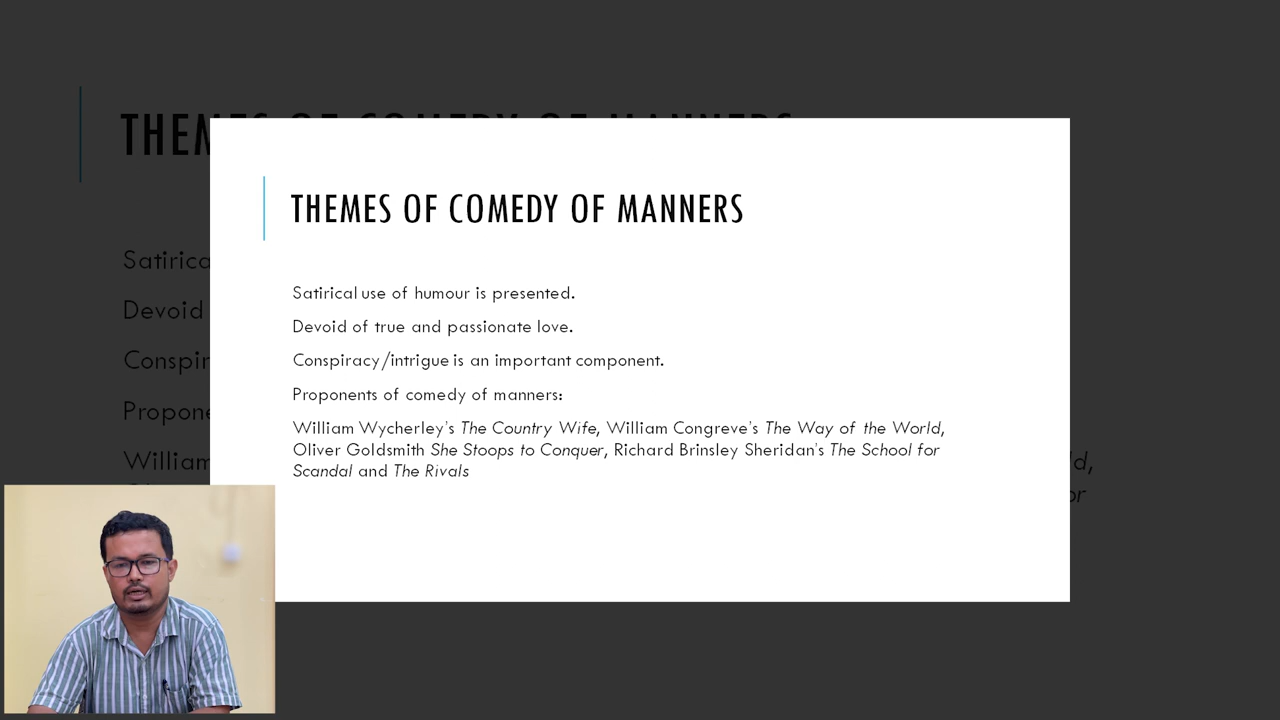 THEMES OF COMEDY OF MANNERS
Satirical use of humour is presented.
Devoid of true and passionate love.
Conspiracy/intrigue is an important component.
Proponents of comedy of manners:
William Wycherley's The Country Wife, William Congreve's The Way of the World,
Oliver Goldsmith She Stoops to Conquer, Richard Brinsley Sheridan's The School for
Scandal and The Rivals